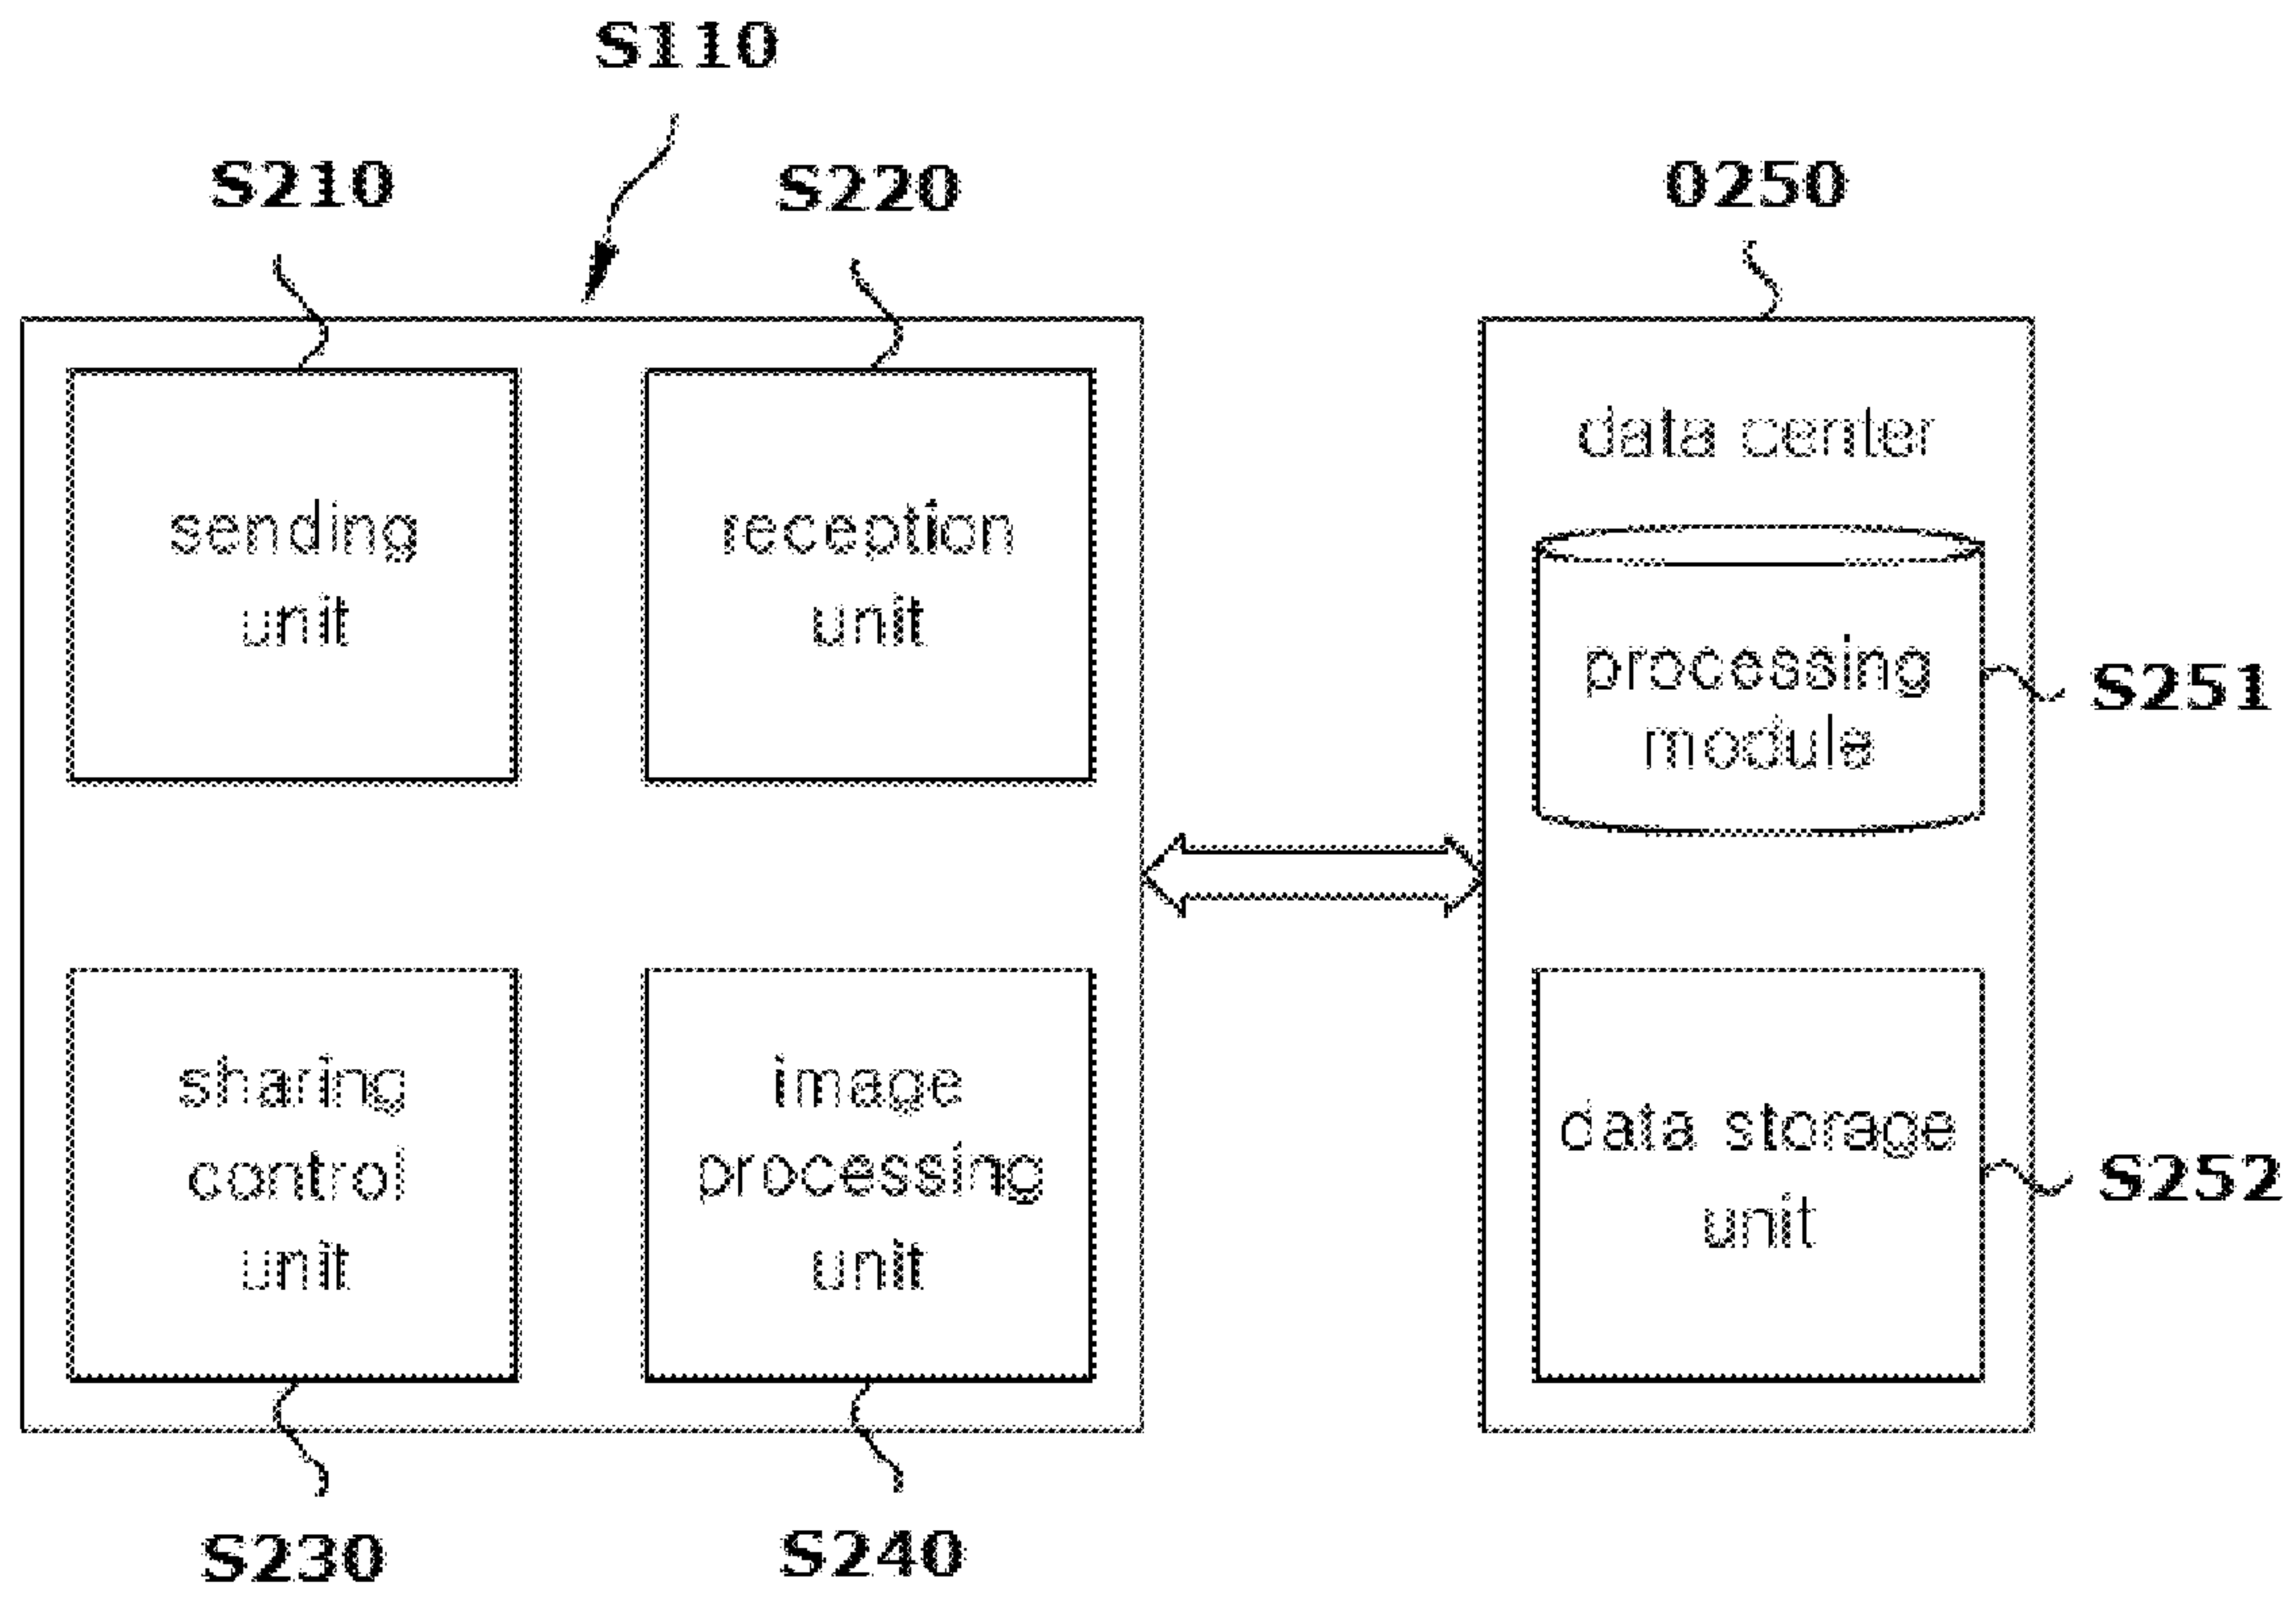 S110
S210
S220
0250
sending
unit
reception
unit
data center
processing
module
S251
sharing
control
unit
image
processing
unit
data storage
unit
S252
S230
S240